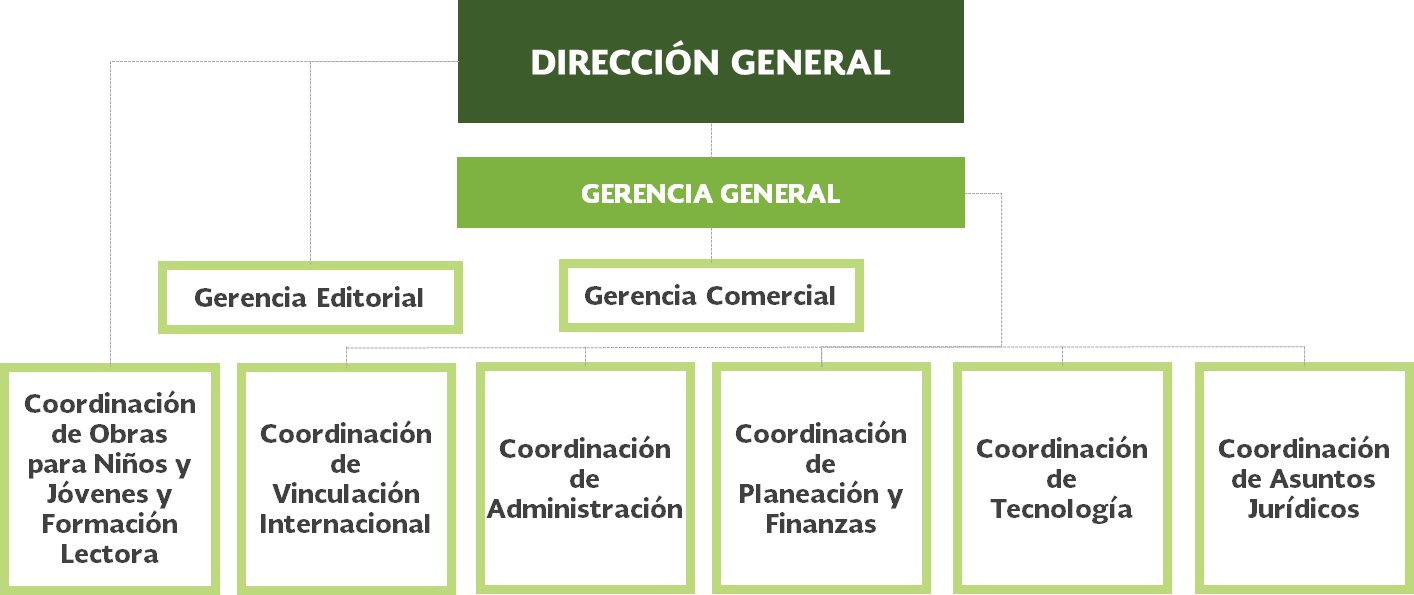 DIRECCIÓN GENERAL
GERENCIA GENERAL
Gerencia Editorial
Gerencia Comercial
Coordinación
de Obras
para Niños y
Jóvenes y
Formación
Lectora
Coordinación
de
Vinculación
Internacional
Coordinación
de
Administración
Coordinación
de
Planeación y
Finanzas
Coordinación
de
Tecnología
Coordinación
de Asuntos
Jurídicos